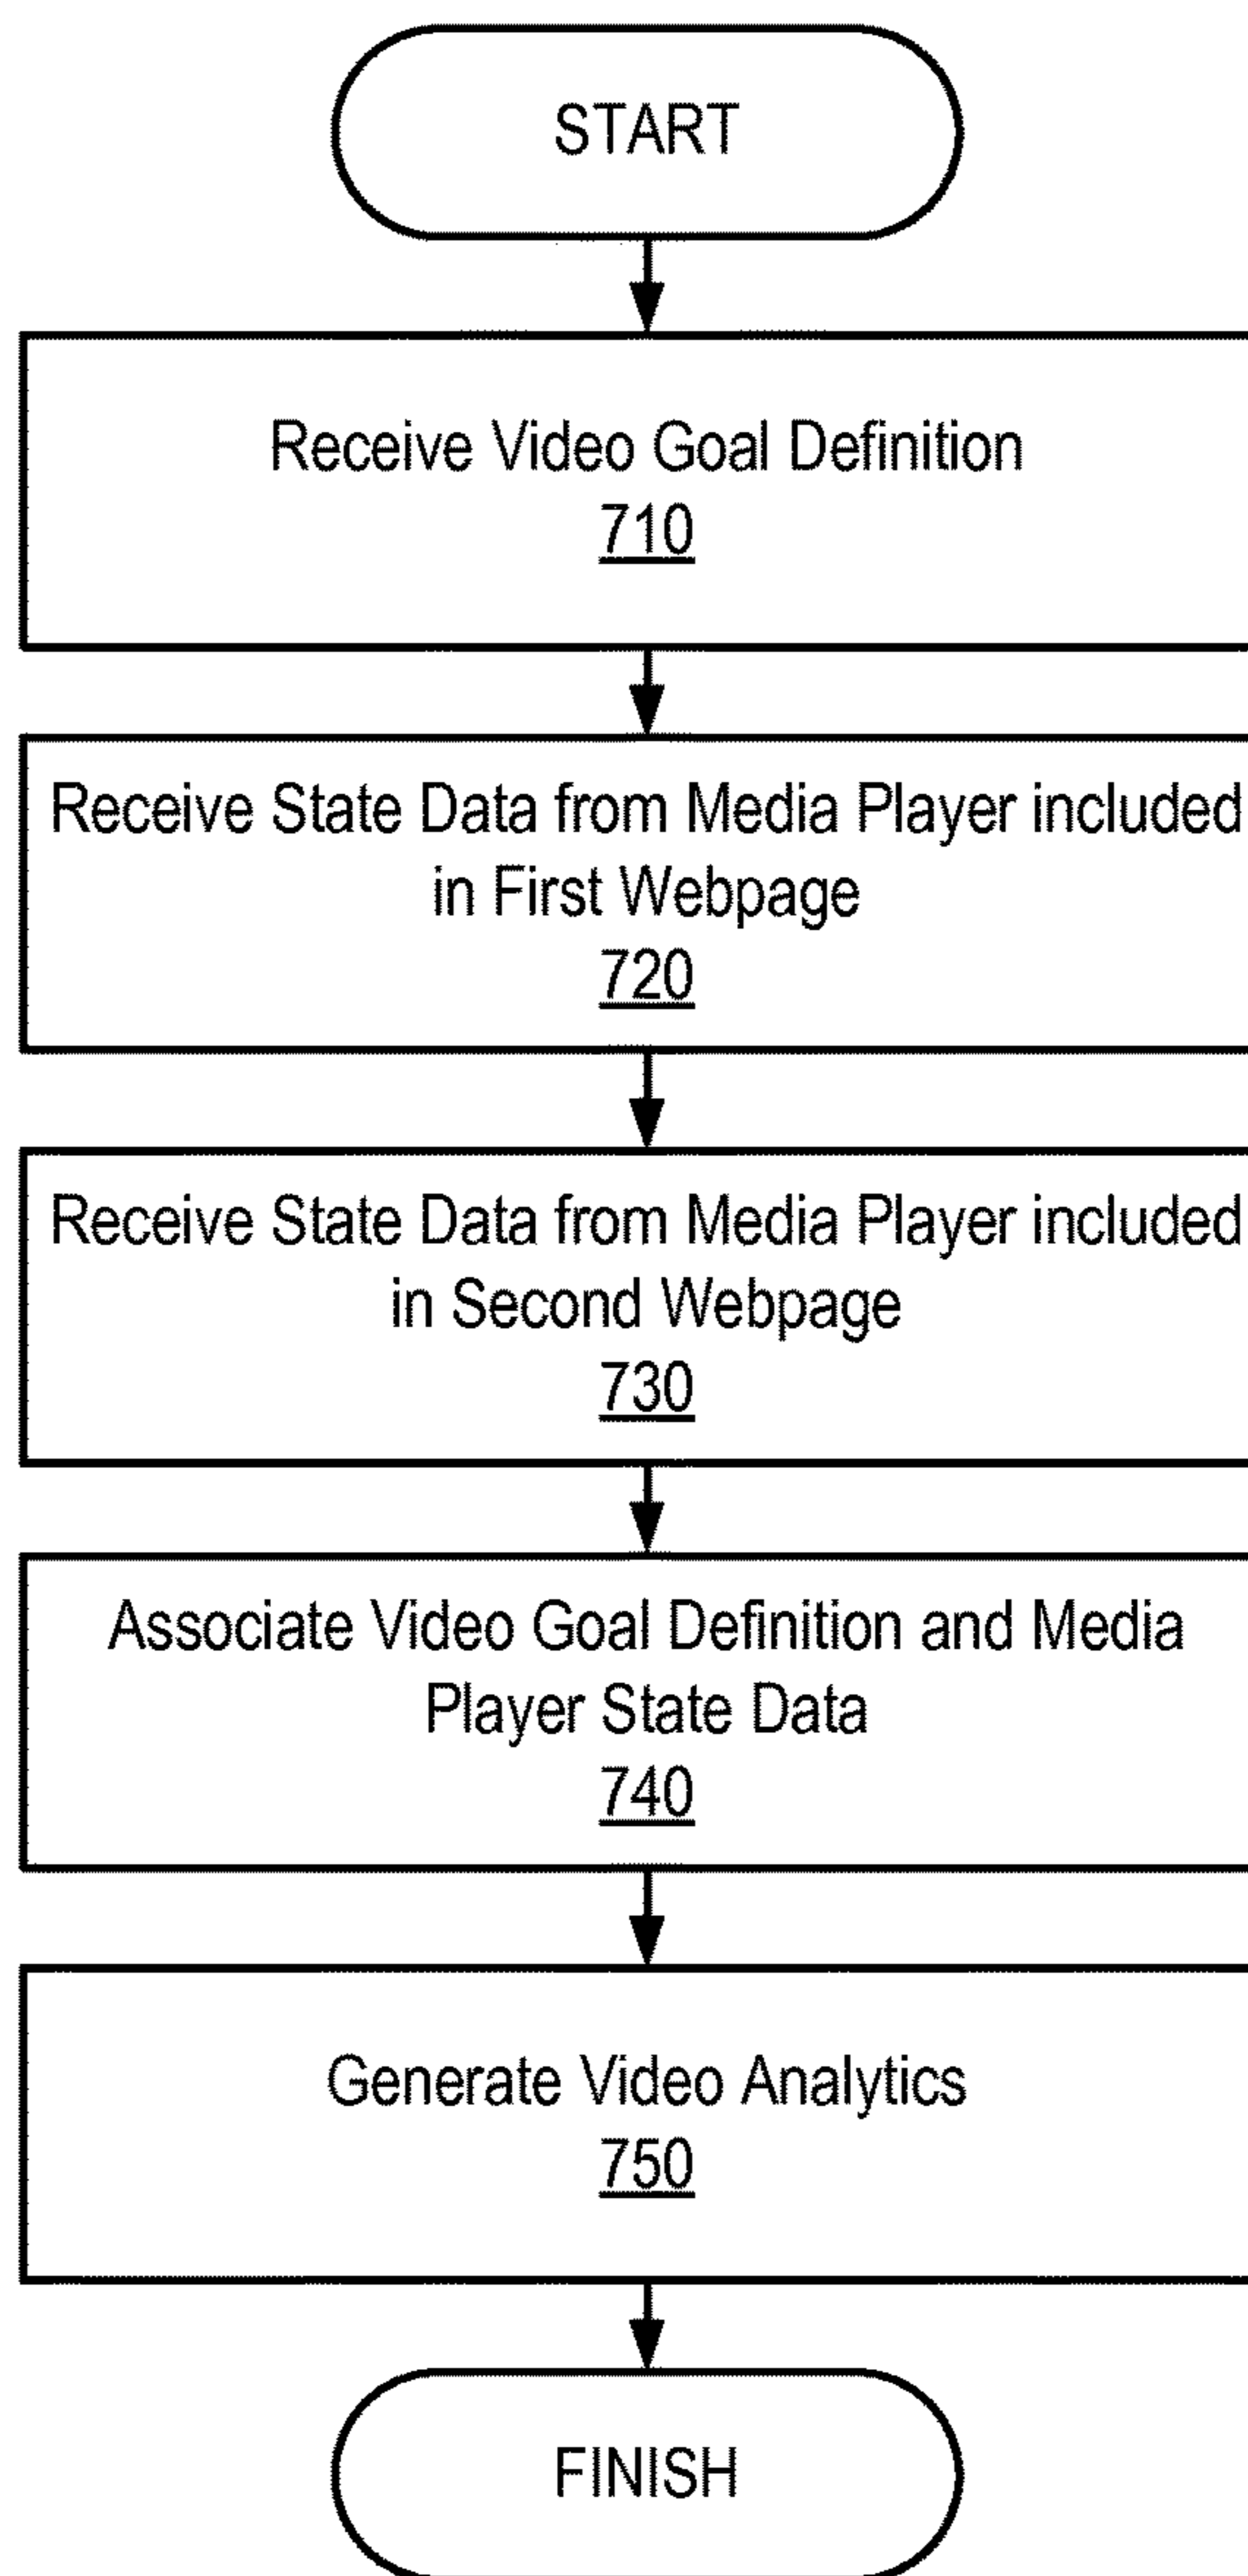 START
Receive Video Goal Definition
710
Receive State Data from Media Player included
in First Webpage
720
Receive State Data from Media Player included
in Second Webpage
730
Associate Video Goal Definition and Media
Player State Data
740
Generate Video Analytics
750
FINISH